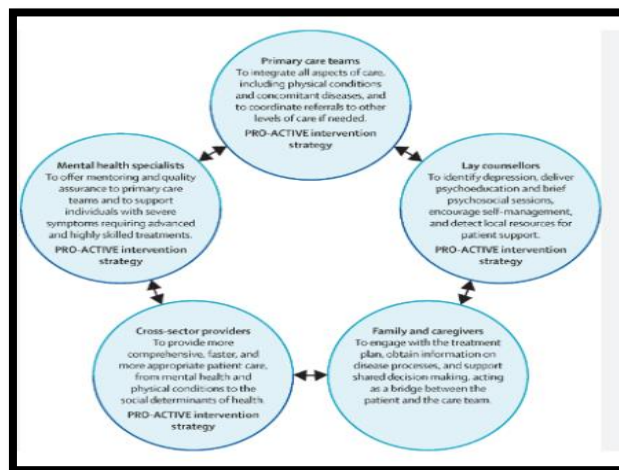 Primary care teams
To integrate all aspects of care,
including physical conditions
and concomitant diseases, and
to coordinate referrals to other
levels of care if needed.
PRO-ACTIVE intervention
strategy
Mental health specialists
To offer mentoring and quality
assurance to primary care
teams and to support
individuals with severe
symptoms requiring advanced
and highly skilled treatments.
PRO-ACTIVE intervention
strategy
Lay counsellors
To identify depression, deliver
psychoeducation and brief
psychosocial sessions,
encourage self-management,
and detect local resources for
patient support.
PRO-ACTIVE intervention
strategy
Cross-sector providers
To provide more
comprehensive, faster, and
more appropriate patient care,
from mental health and
physical conditions to the
social determinants of health.
PRO-ACTIVE intervention
strategy
Family and caregivers
To engage with the treatment
plan, obtain information on
disease processes, and support
shared decision making, acting
as a bridge between the
patient and the care team.